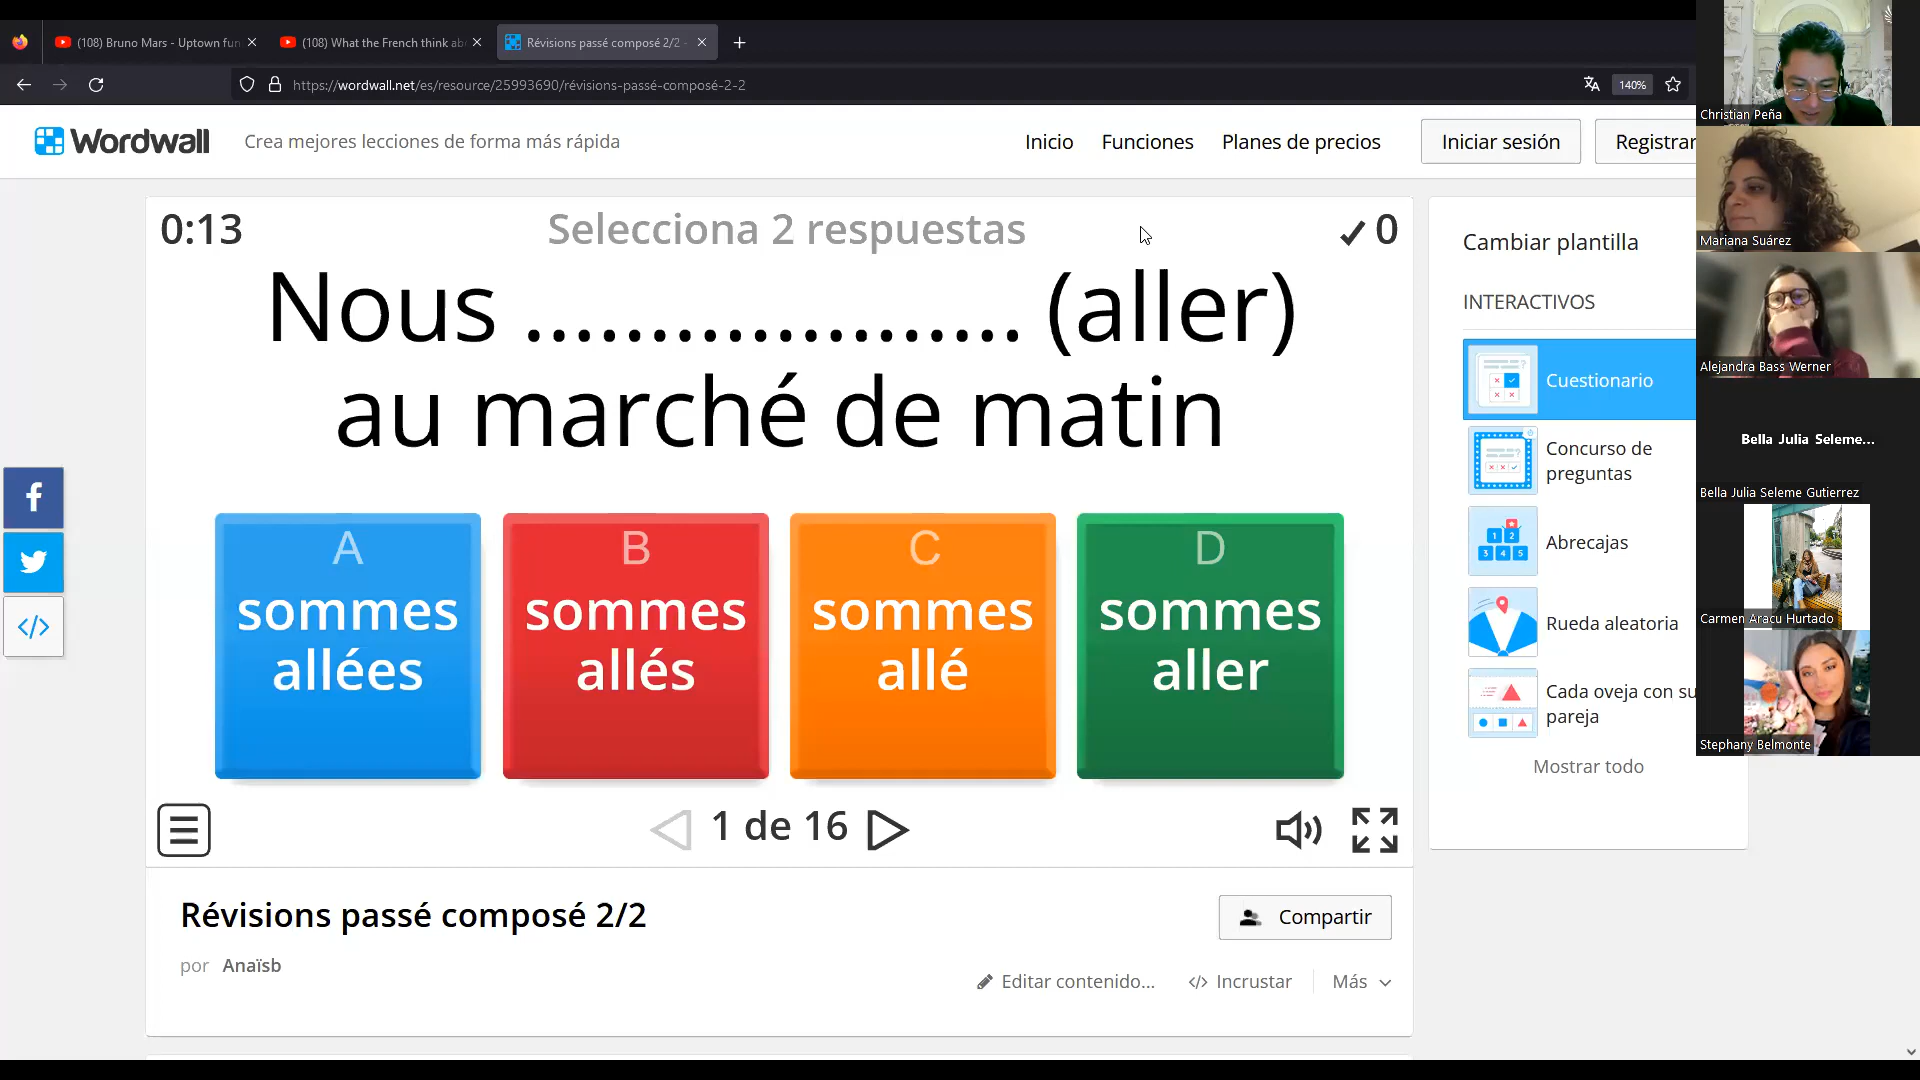 (108) Bruno Mars - Uptown fun
(108) What the French think ab
Révisions passé composé 2/2 -
https://wordwall.net/es/resource/25993690/révisions-passé-composé-2-2
140%
Wordwall
Crea mejores lecciones de forma más rápida
Inicio
Funciones
Planes de precios
Iniciar sesión
Registrar
0:13
Selecciona 2 respuestas
0
Nous .................... (aller)
au marché de matin
A
sommes
allées
B
sommes
allés
C
sommes
allé
D
sommes
aller
1 de 16
Révisions passé composé 2/2
por Anaïsb
Compartir
Editar contenido...
Incrustar
Más
Cambiar plantilla
INTERACTIVOS
Cuestionario
Concurso de
preguntas
Abrecajas
Rueda aleatoria
Cada oveja con su
pareja
Mostrar todo
Christian Peña
Mariana Suárez
Alejandra Bass Werner
Bella Julia Seleme...
Bella Julia Seleme Gutierrez
Carmen Aracu Hurtado
Stephany Belmonte